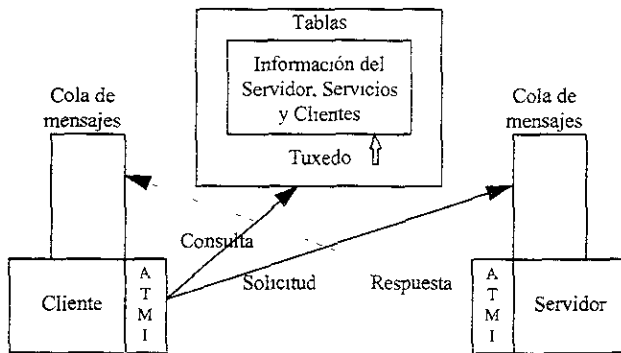 Tablas
Información del
Servidor. Servicios
y Clientes
Tuxedo
Cola de
mensajes
Cola de
mensajes
Consulta
Solicitud
Respuesta
Cliente
A
T
M
I
A
T
M
I
Servidor